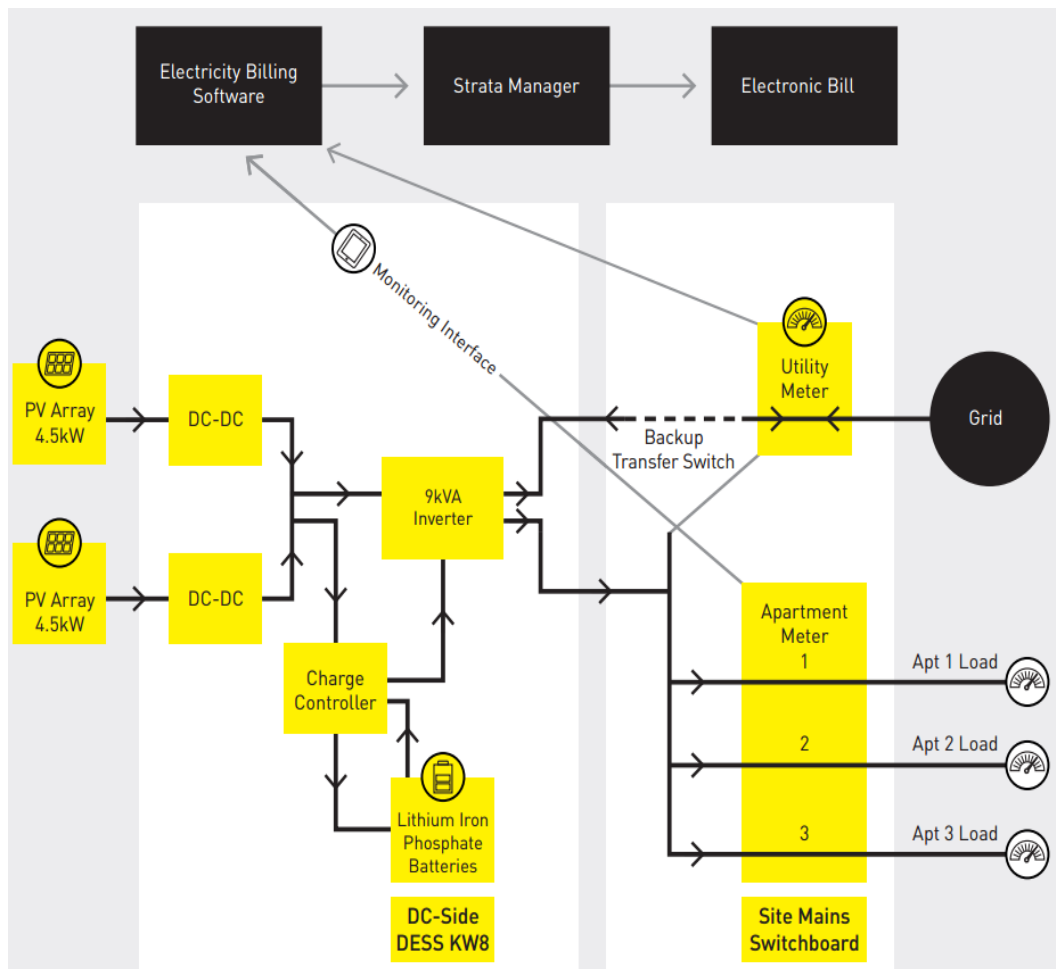 Electricity Billing
Software
Strata Manager
Electronic Bill
Monitoring Interface
Utility
Meter
Grid
PV Array
4.5kW
DC-DC
Backup
Transfer Switch
9kVA
Inverter
PV Array
4.5kW
DC-DC
Charge
Controller
Apartment
Meter
1
Apt 1 Load
2
Apt 2 Load
3
Apt 3 Load
Lithium Iron
Phosphate
Batteries
DC-Side
DESS KW8
Site Mains
Switchboard